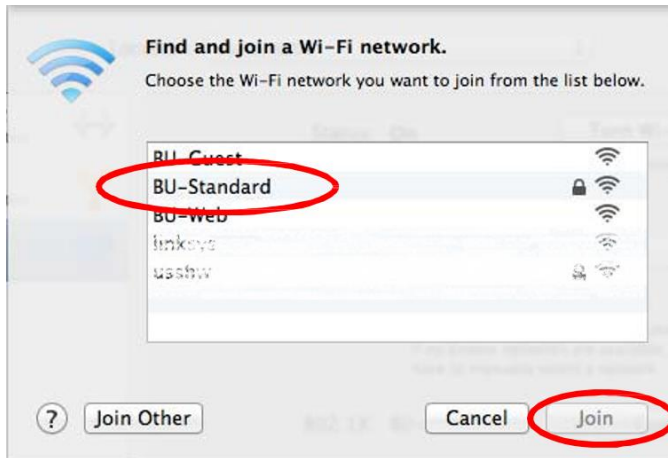 Find and join a Wi-Fi network.
Choose the Wi-Fi network you want to join from the list below.
BU-Guest
BU-Standard
BU-Web
linksys
? Join Other Cancel Join